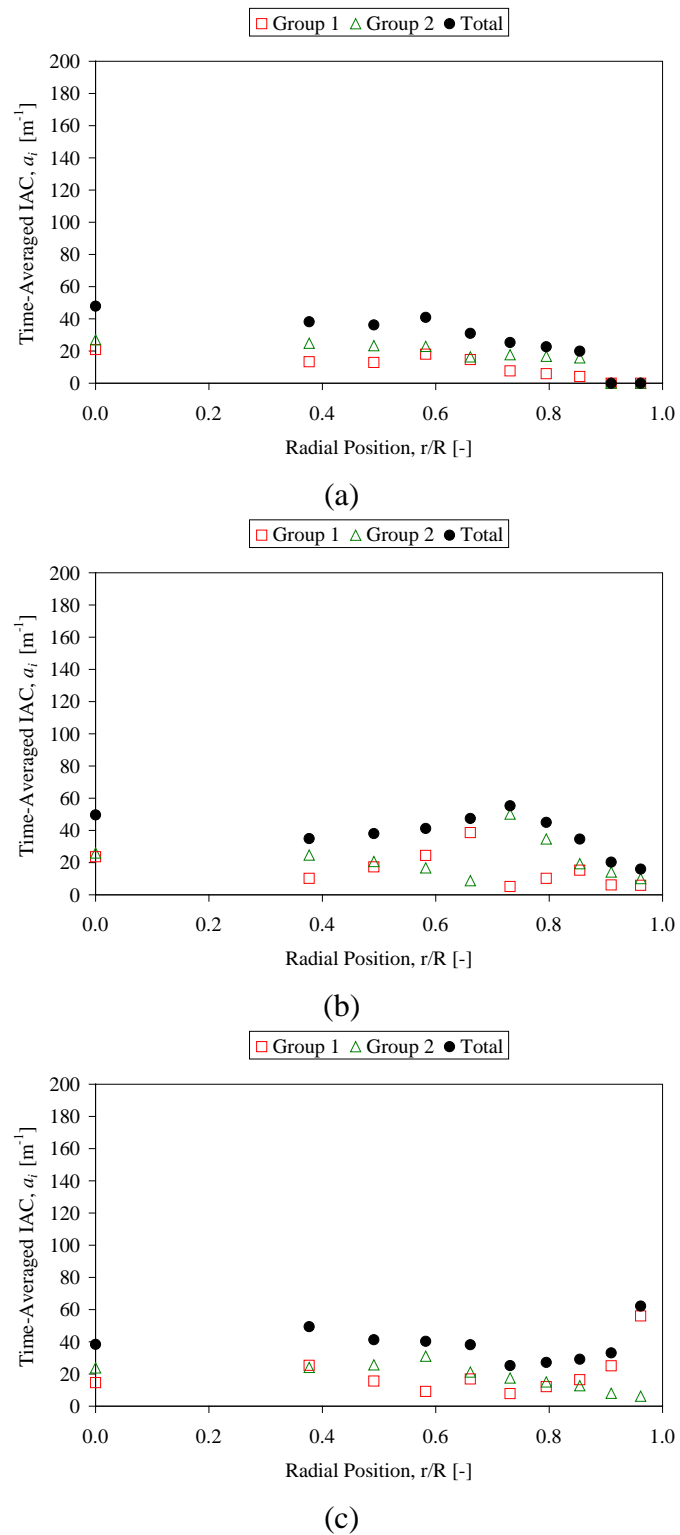 Group 1 Group 2 Total
200
180
160
140
120
100
80
60
40
20
0
Time-Averaged IAC, a_i [m⁻¹]
0.0 0.2 0.4 0.6 0.8 1.0
Radial Position, r/R [-]
(a)
Group 1 Group 2 Total
200
180
160
140
120
100
80
60
40
20
0
Time-Averaged IAC, a_i [m⁻¹]
0.0 0.2 0.4 0.6 0.8 1.0
Radial Position, r/R [-]
(b)
Group 1 Group 2 Total
200
180
160
140
120
100
80
60
40
20
0
Time-Averaged IAC, a_i [m⁻¹]
0.0 0.2 0.4 0.6 0.8 1.0
Radial Position, r/R [-]
(c)